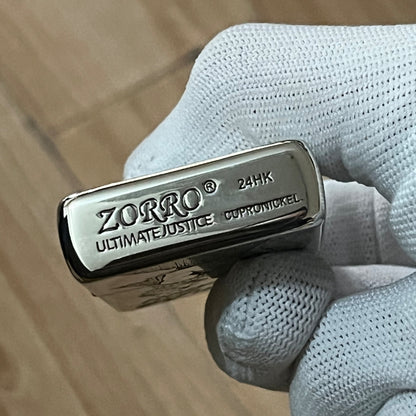 ZORRO®
ULTIMATE JUSTICE
24HK
CUPRONICKEL